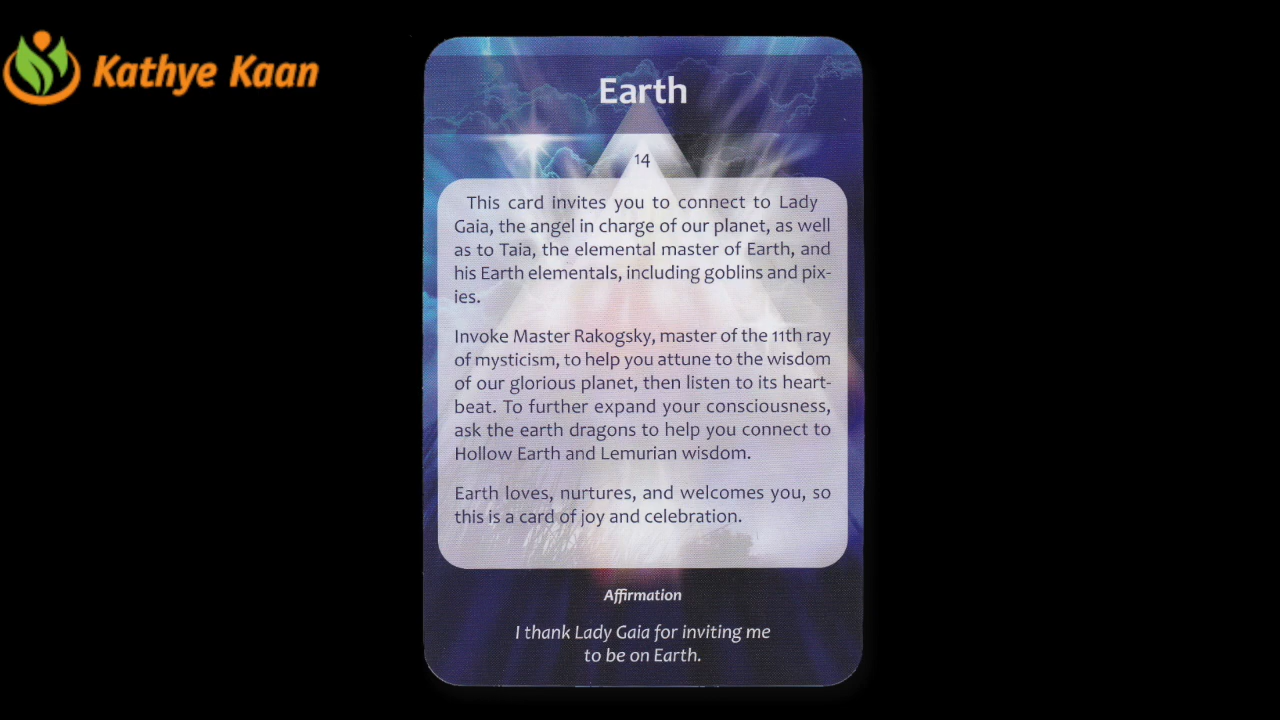 Kathye Kaan
Earth
14
This card invites you to connect to Lady
Gaia, the angel in charge of our planet, as well
as to Taia, the elemental master of Earth, and
his Earth elementals, including goblins and pix-
ies.
Invoke Master Rakogsky, master of the 11th ray
of mysticism, to help you attune to the wisdom
of our glorious planet, then listen to its heart-
beat. To further expand your consciousness,
ask the earth dragons to help you connect to
Hollow Earth and Lemurian wisdom.
Earth loves, nurtures, and welcomes you, so
this is a card of joy and celebration.
Affirmation
I thank Lady Gaia for inviting me
to be on Earth.